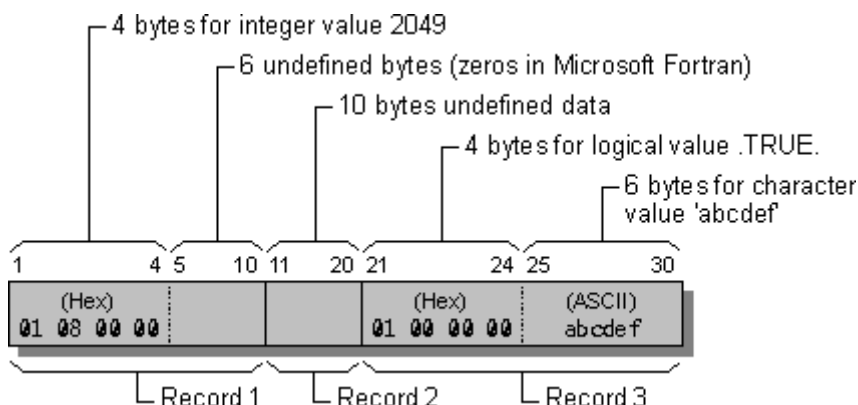 4 bytes for integer value 2049
6 undefined bytes (zeros in Microsoft Fortran)
10 bytes undefined data
4 bytes for logical value .TRUE.
6 bytes for character
value 'abcdef'
1 4 5 10 11 20 21 24 25 30
(Hex) (Hex) (ASCII)
01 08 00 00 01 00 00 00 abcdef
Record 1 Record 2 Record 3